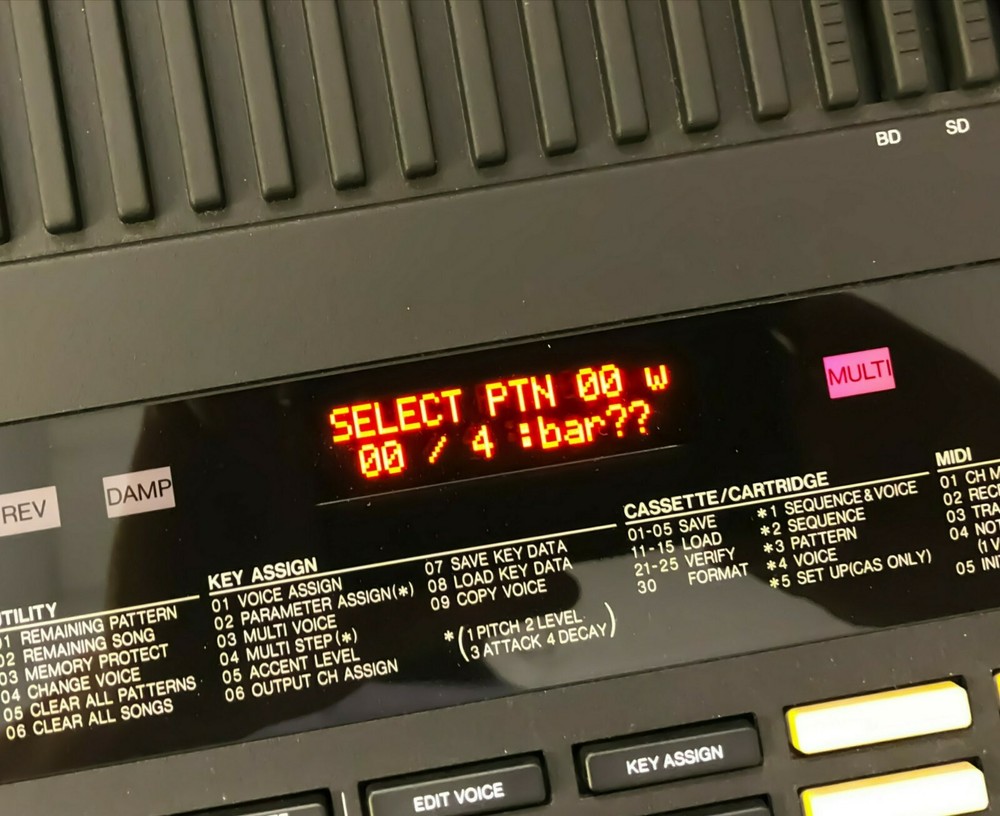 BD SD
MULTI
SELECT PTN 00 w
00 / 4 :bar??
REV
DAMP
01 REMAINING PATTERN
02 REMAINING SONG
03 MEMORY PROTECT
04 CHANGE VOICE
05 CLEAR ALL PATTERNS
06 CLEAR ALL SONGS
KEY ASSIGN
01 VOICE ASSIGN
02 PARAMETER ASSIGN(*)
03 MULTI VOICE
04 MULTI STEP(*)
05 ACCENT LEVEL
06 OUTPUT CH ASSIGN
07 SAVE KEY DATA
08 LOAD KEY DATA
09 COPY VOICE
*(1 PITCH 2 LEVEL
3 ATTACK 4 DECAY)
CASSETTE/CARTRIDGE
01-05 SAVE
11-15 LOAD
21-25 VERIFY
30 FORMAT
*1 SEQUENCE&VOICE
*2 SEQUENCE
*3 PATTERN
*4 VOICE
*5 SET UP(CAS ONLY)
MIDI
01 CH
02
03
04
05
EDIT VOICE
KEY ASSIGN